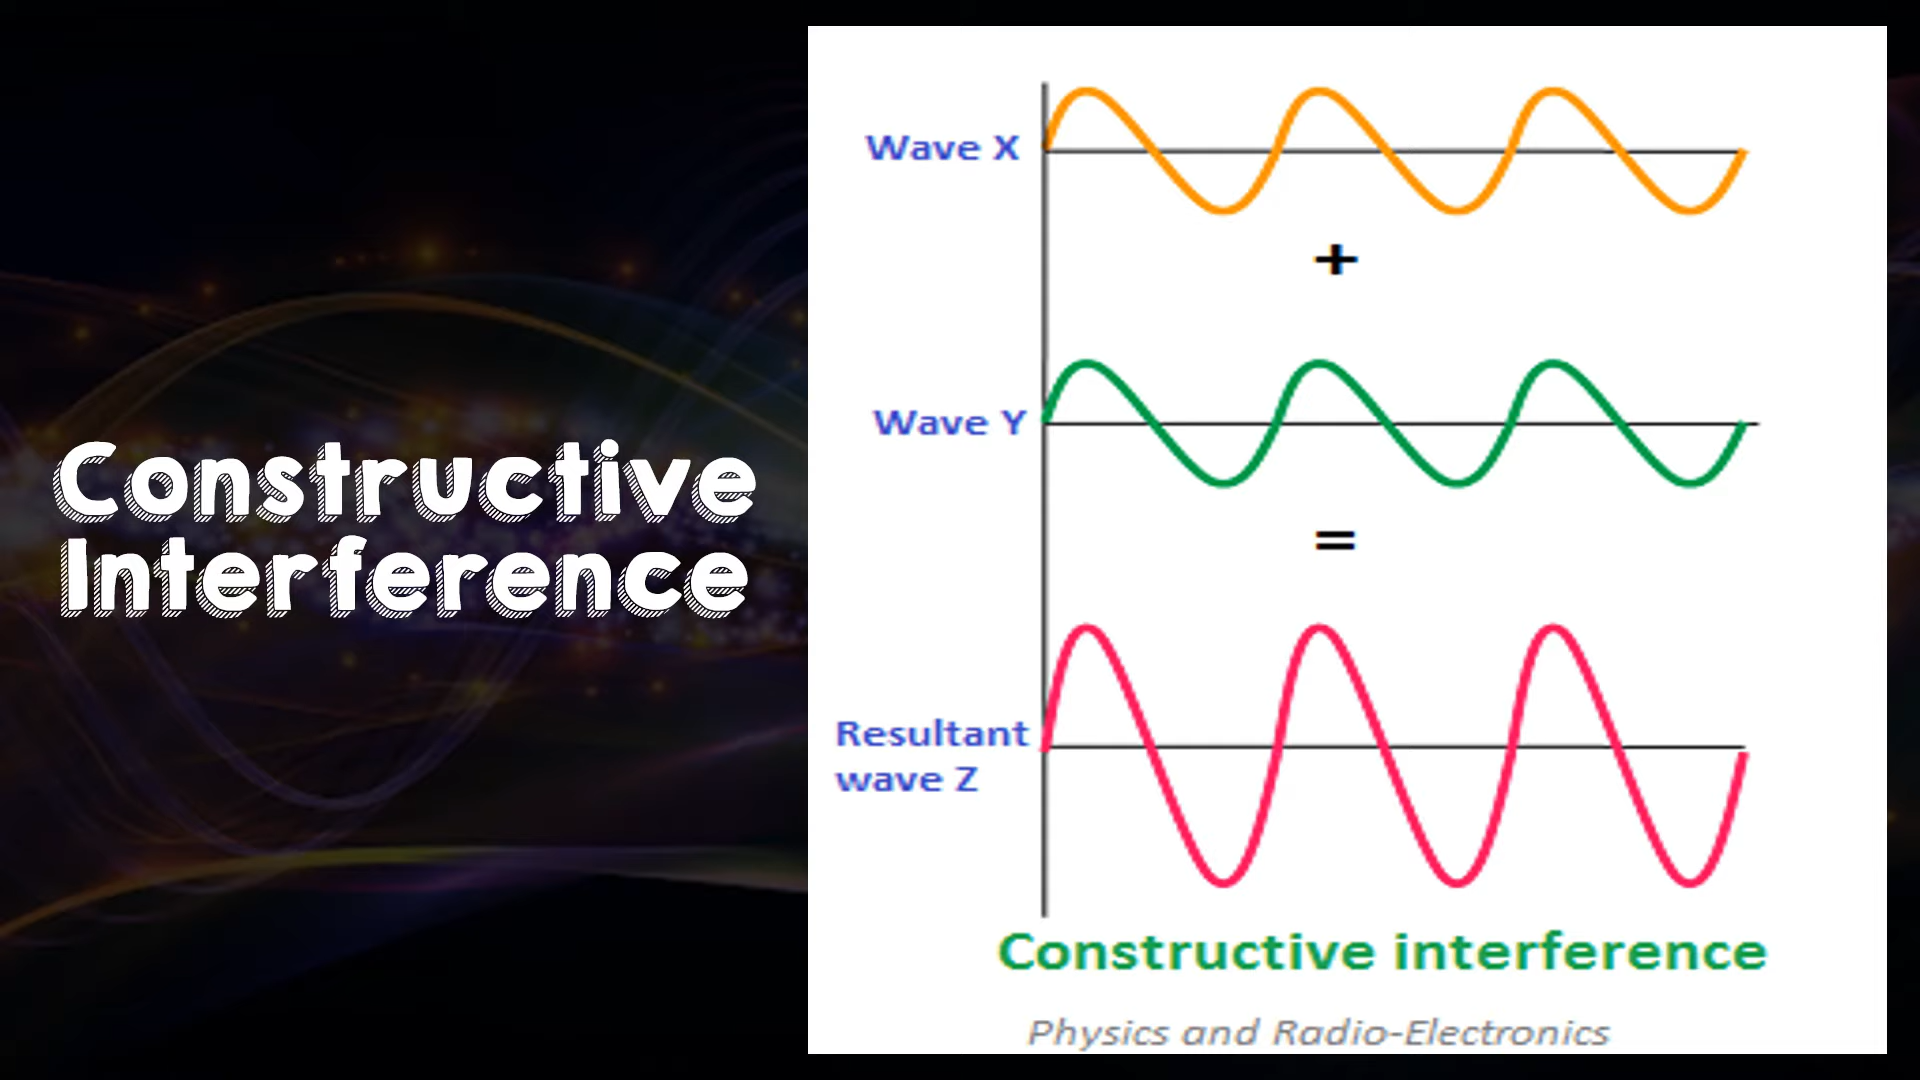 Constructive
Interference
Wave X
+
Wave Y
=
Resultant
wave Z
Constructive interference
Physics and Radio-Electronics